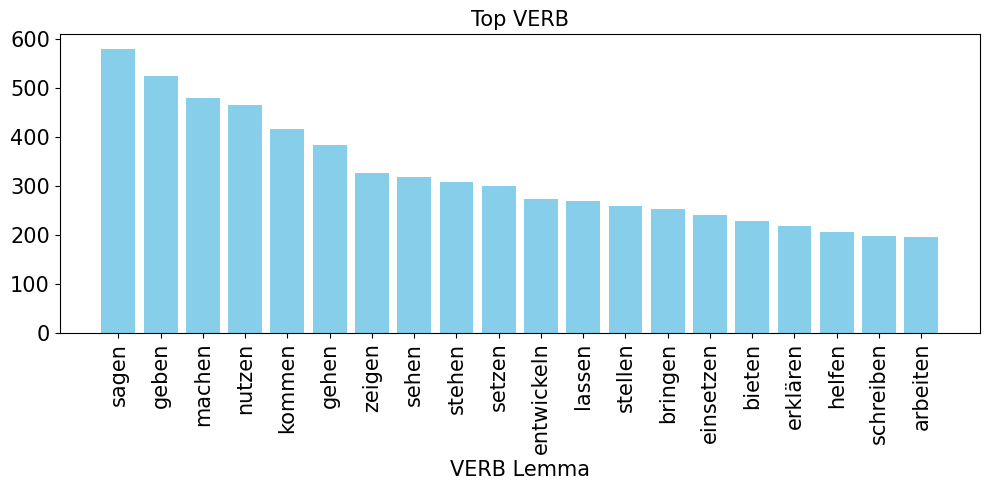 Top VERB
600
500
400
300
200
100
0
sagen
geben
machen
nutzen
kommen
gehen
zeigen
sehen
stehen
setzen
entwickeln
lassen
stellen
bringen
einsetzen
bieten
erklären
helfen
schreiben
arbeiten
VERB Lemma